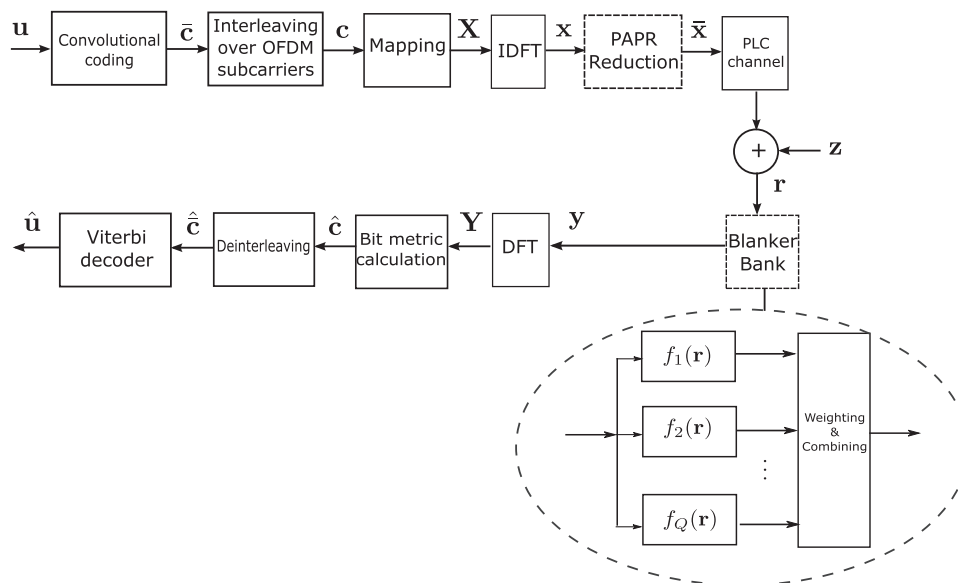 u
Convolutional
coding
c̄
Interleaving
over OFDM
subcarriers
c
Mapping
X
IDFT
x
PAPR
Reduction
x̄
PLC
channel
+
z
r
Blanker
Bank
y
DFT
Y
Bit metric
calculation
ĉ
Deinterleaving
c̄̂
Viterbi
decoder
û
f₁(r)
f₂(r)
⋮
f_Q(r)
Weighting
&
Combining